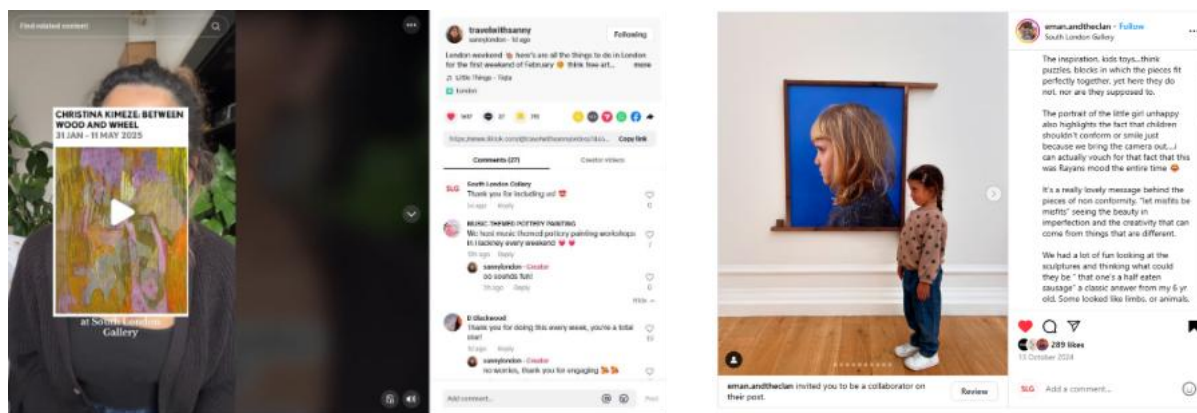 Find related content
CHRISTINA KIMEZE: BETWEEN
WOOD AND WHEEL
31 JAN - 11 MAY 2025
at South London
Gallery
travelwithsanny
sannylondon · 1d ago
Following
London weekend here's are all the things to do in London
for the first weekend of February think free art... more
London
Copy link
Comments (27)
Creator videos
SLG
South London Gallery
Thank you for including us!
Reply
0
MUSIC THEMED POTTERY PAINTING
We host music themed pottery painting workshops
in Hackney every weekend
Reply
sannylondon · Creator
oo sounds fun!
Reply
0
Hide
D Blackwood
Thank you for doing this every week, you're a total
star!
1d ago Reply
sannylondon · Creator
no worries, thank you for engaging
Add comment...
Post
eman.andtheclan · Follow
South London Gallery
The inspiration, kids toys...think
puzzles, blocks in which the pieces fit
perfectly together, yet here they do
not, nor are they supposed to.
The portrait of the little girl unhappy
also highlights the fact that children
shouldn't conform or smile just
because we bring the camera out...i
can actually vouch for that fact that this
was Rayans mood the entire time
It's a really lovely message behind the
pieces of non conformity, "let misfits be
misfits" seeing the beauty in
imperfection and the creativity that can
come from things that are different.
We had a lot of fun looking at the
sculptures and thinking what could
they be " that one's a half eaten
sausage" a classic answer from my 6 yr
old. Some looked like limbs, or animals,
289 likes
13 October 2024
SLG Add a comment...
eman.andtheclan invited you to be a collaborator on
their post.
Review